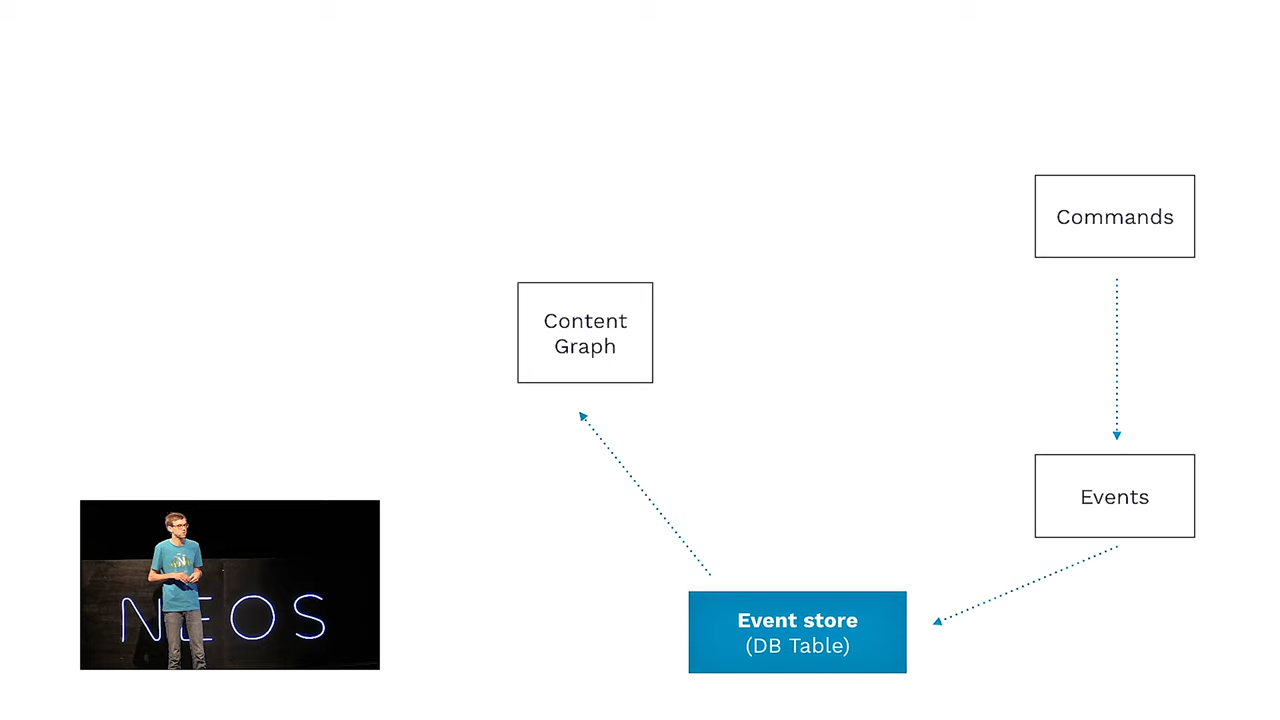 Commands
Content
Graph
Events
Event store
(DB Table)
NEOS